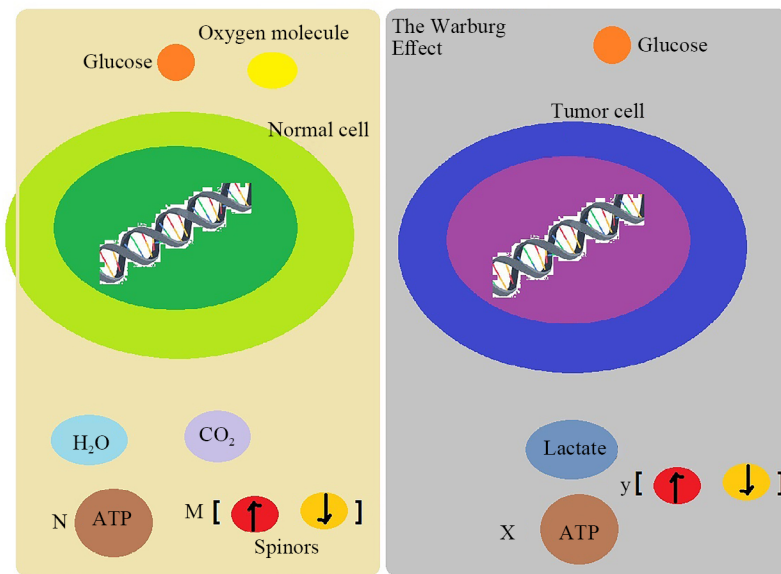 Oxygen molecule
Glucose
Normal cell
H₂O
CO₂
N ATP
M [ ]
Spinors
The Warburg
Effect
Glucose
Tumor cell
Lactate
y [ ]
X ATP